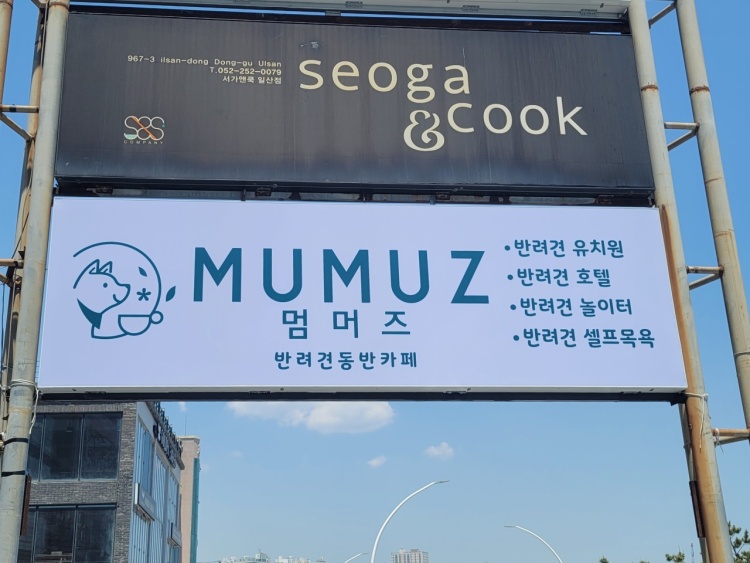 967-3 ilsan-dong Dong-gu Ulsan
T.052-252-0079
서가앤쿡 일산점
seoga
&cook
S&S
COMPANY
MUMUZ
멈머즈
반려견동반카페
•반려견 유치원
•반려견 호텔
•반려견 놀이터
•반려견 셀프목욕